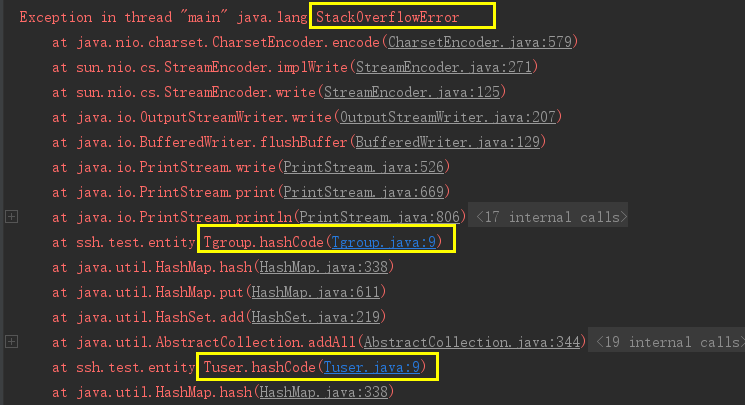 Exception in thread "main" java.lang.StackOverflowError
at java.nio.charset.CharsetEncoder.encode(CharsetEncoder.java:579)
at sun.nio.cs.StreamEncoder.implWrite(StreamEncoder.java:271)
at sun.nio.cs.StreamEncoder.write(StreamEncoder.java:125)
at java.io.OutputStreamWriter.write(OutputStreamWriter.java:207)
at java.io.BufferedWriter.flushBuffer(BufferedWriter.java:129)
at java.io.PrintStream.write(PrintStream.java:526)
at java.io.PrintStream.print(PrintStream.java:669)
at java.io.PrintStream.println(PrintStream.java:806) <17 internal calls>
at ssh.test.entity.Tgroup.hashCode(Tgroup.java:9)
at java.util.HashMap.hash(HashMap.java:338)
at java.util.HashMap.put(HashMap.java:611)
at java.util.HashSet.add(HashSet.java:219)
at java.util.AbstractCollection.addAll(AbstractCollection.java:344) <19 internal calls>
at ssh.test.entity.Tuser.hashCode(Tuser.java:9)
at java.util.HashMap.hash(HashMap.java:338)